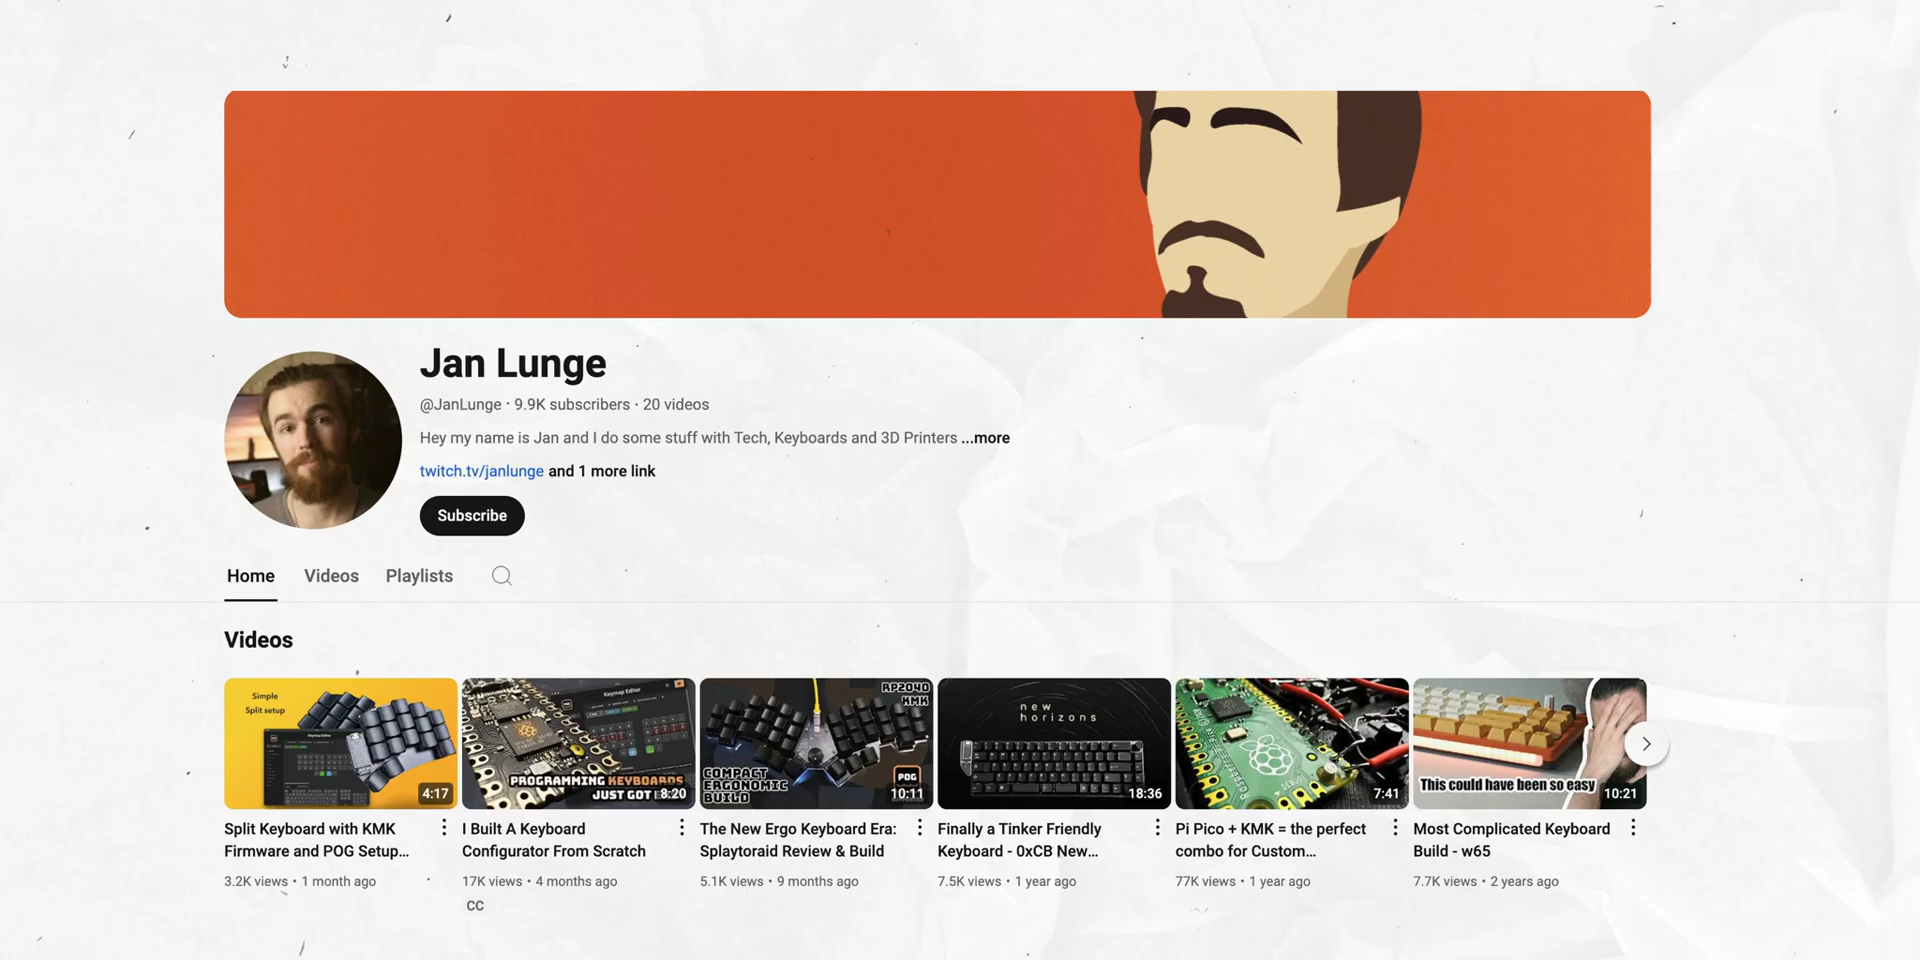 Jan Lunge
@JanLunge · 9.9K subscribers · 20 videos
Hey my name is Jan and I do some stuff with Tech, Keyboards and 3D Printers ...more
twitch.tv/janlunge and 1 more link
Subscribe
Home Videos Playlists
Videos
Simple
Split setup
Keymap Editor
4:17
Split Keyboard with KMK
Firmware and POG Setup...
3.2K views • 1 month ago
Keymap Editor
PROGRAMMING KEYBOARDS
JUST GOT
8:20
I Built A Keyboard
Configurator From Scratch
17K views • 4 months ago
CC
RP2040
KMK
COMPACT
ERGONOMIC
BUILD
POG
10:11
The New Ergo Keyboard Era:
Splaytoraid Review & Build
5.1K views • 9 months ago
new
horizons
18:36
Finally a Tinker Friendly
Keyboard - 0xCB New...
7.5K views • 1 year ago
7:41
Pi Pico + KMK = the perfect
combo for Custom...
77K views • 1 year ago
This could have been so easy
10:21
Most Complicated Keyboard
Build - w65
7.7K views • 2 years ago